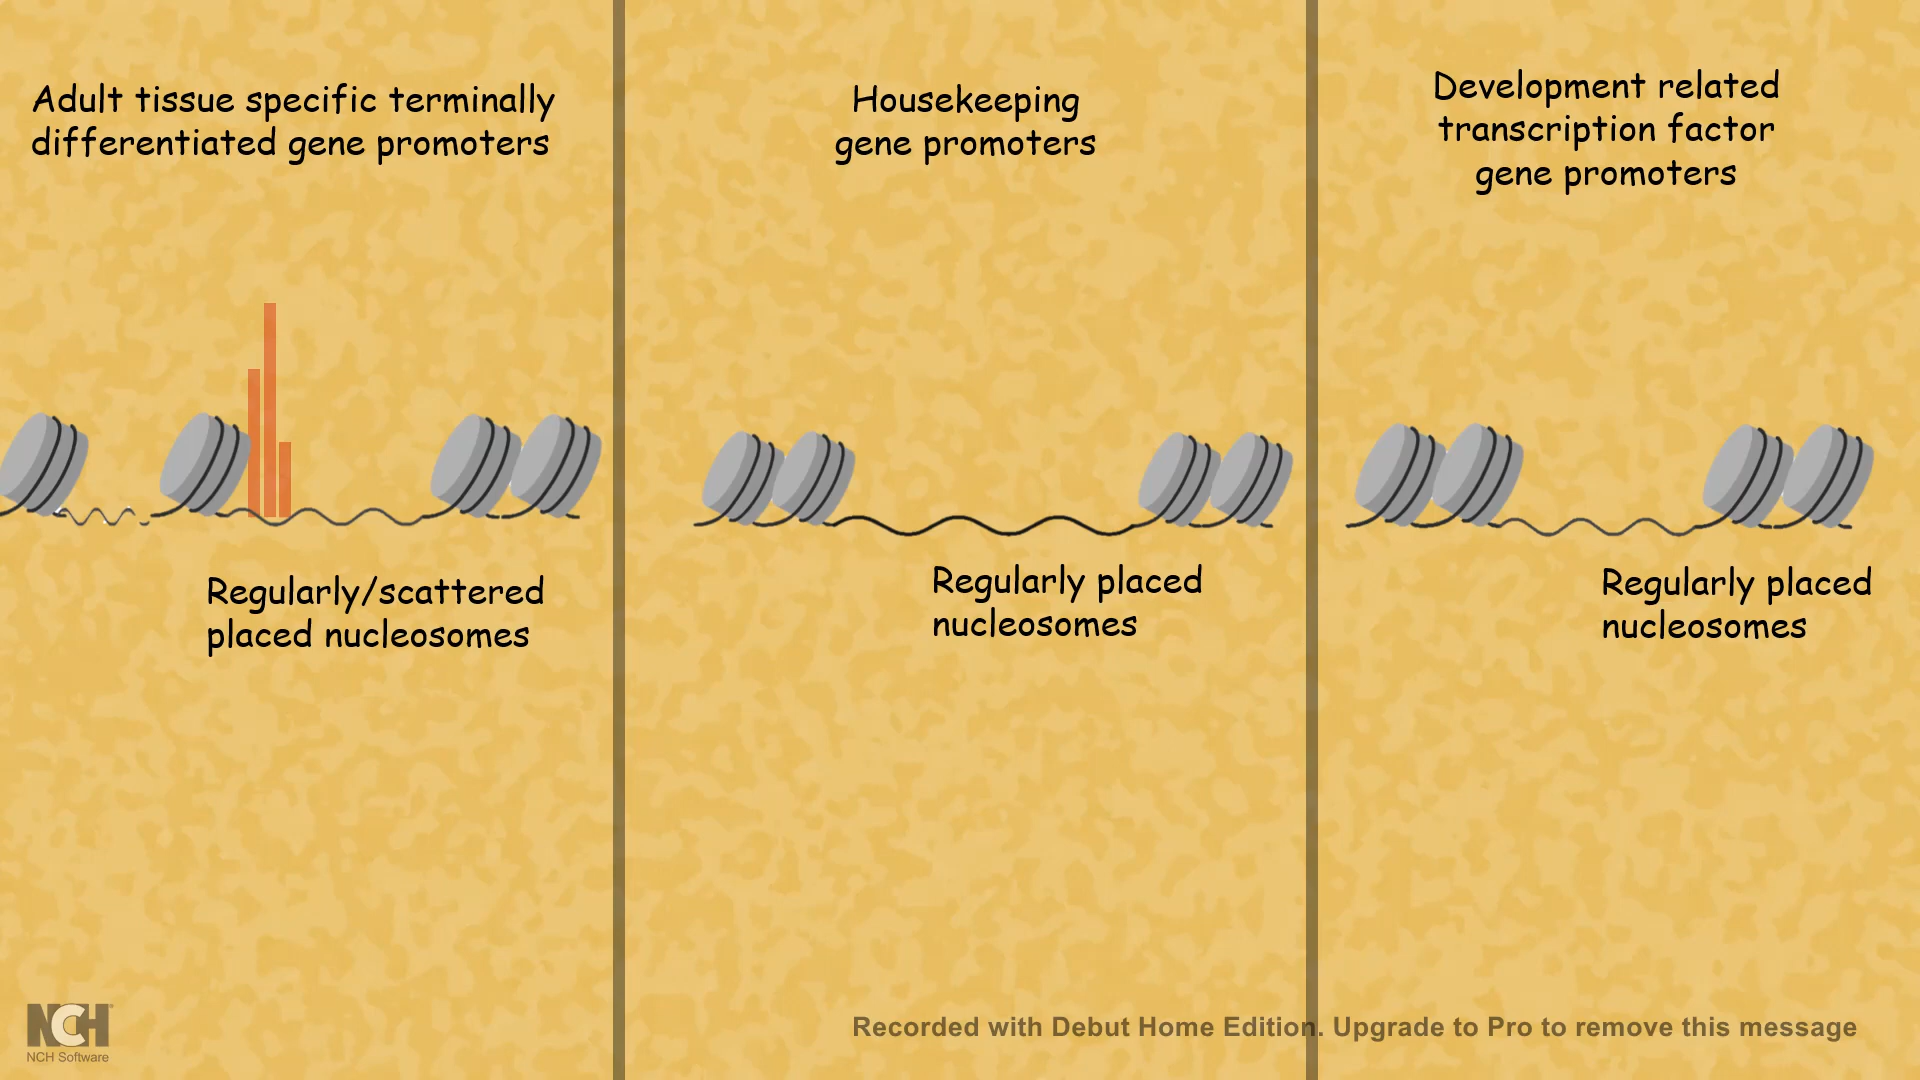 Adult tissue specific terminally
differentiated gene promoters
Housekeeping
gene promoters
Development related
transcription factor
gene promoters
Regularly/scattered
placed nucleosomes
Regularly placed
nucleosomes
Regularly placed
nucleosomes
NCH
NCH Software
Recorded with Debut Home Edition. Upgrade to Pro to remove this message